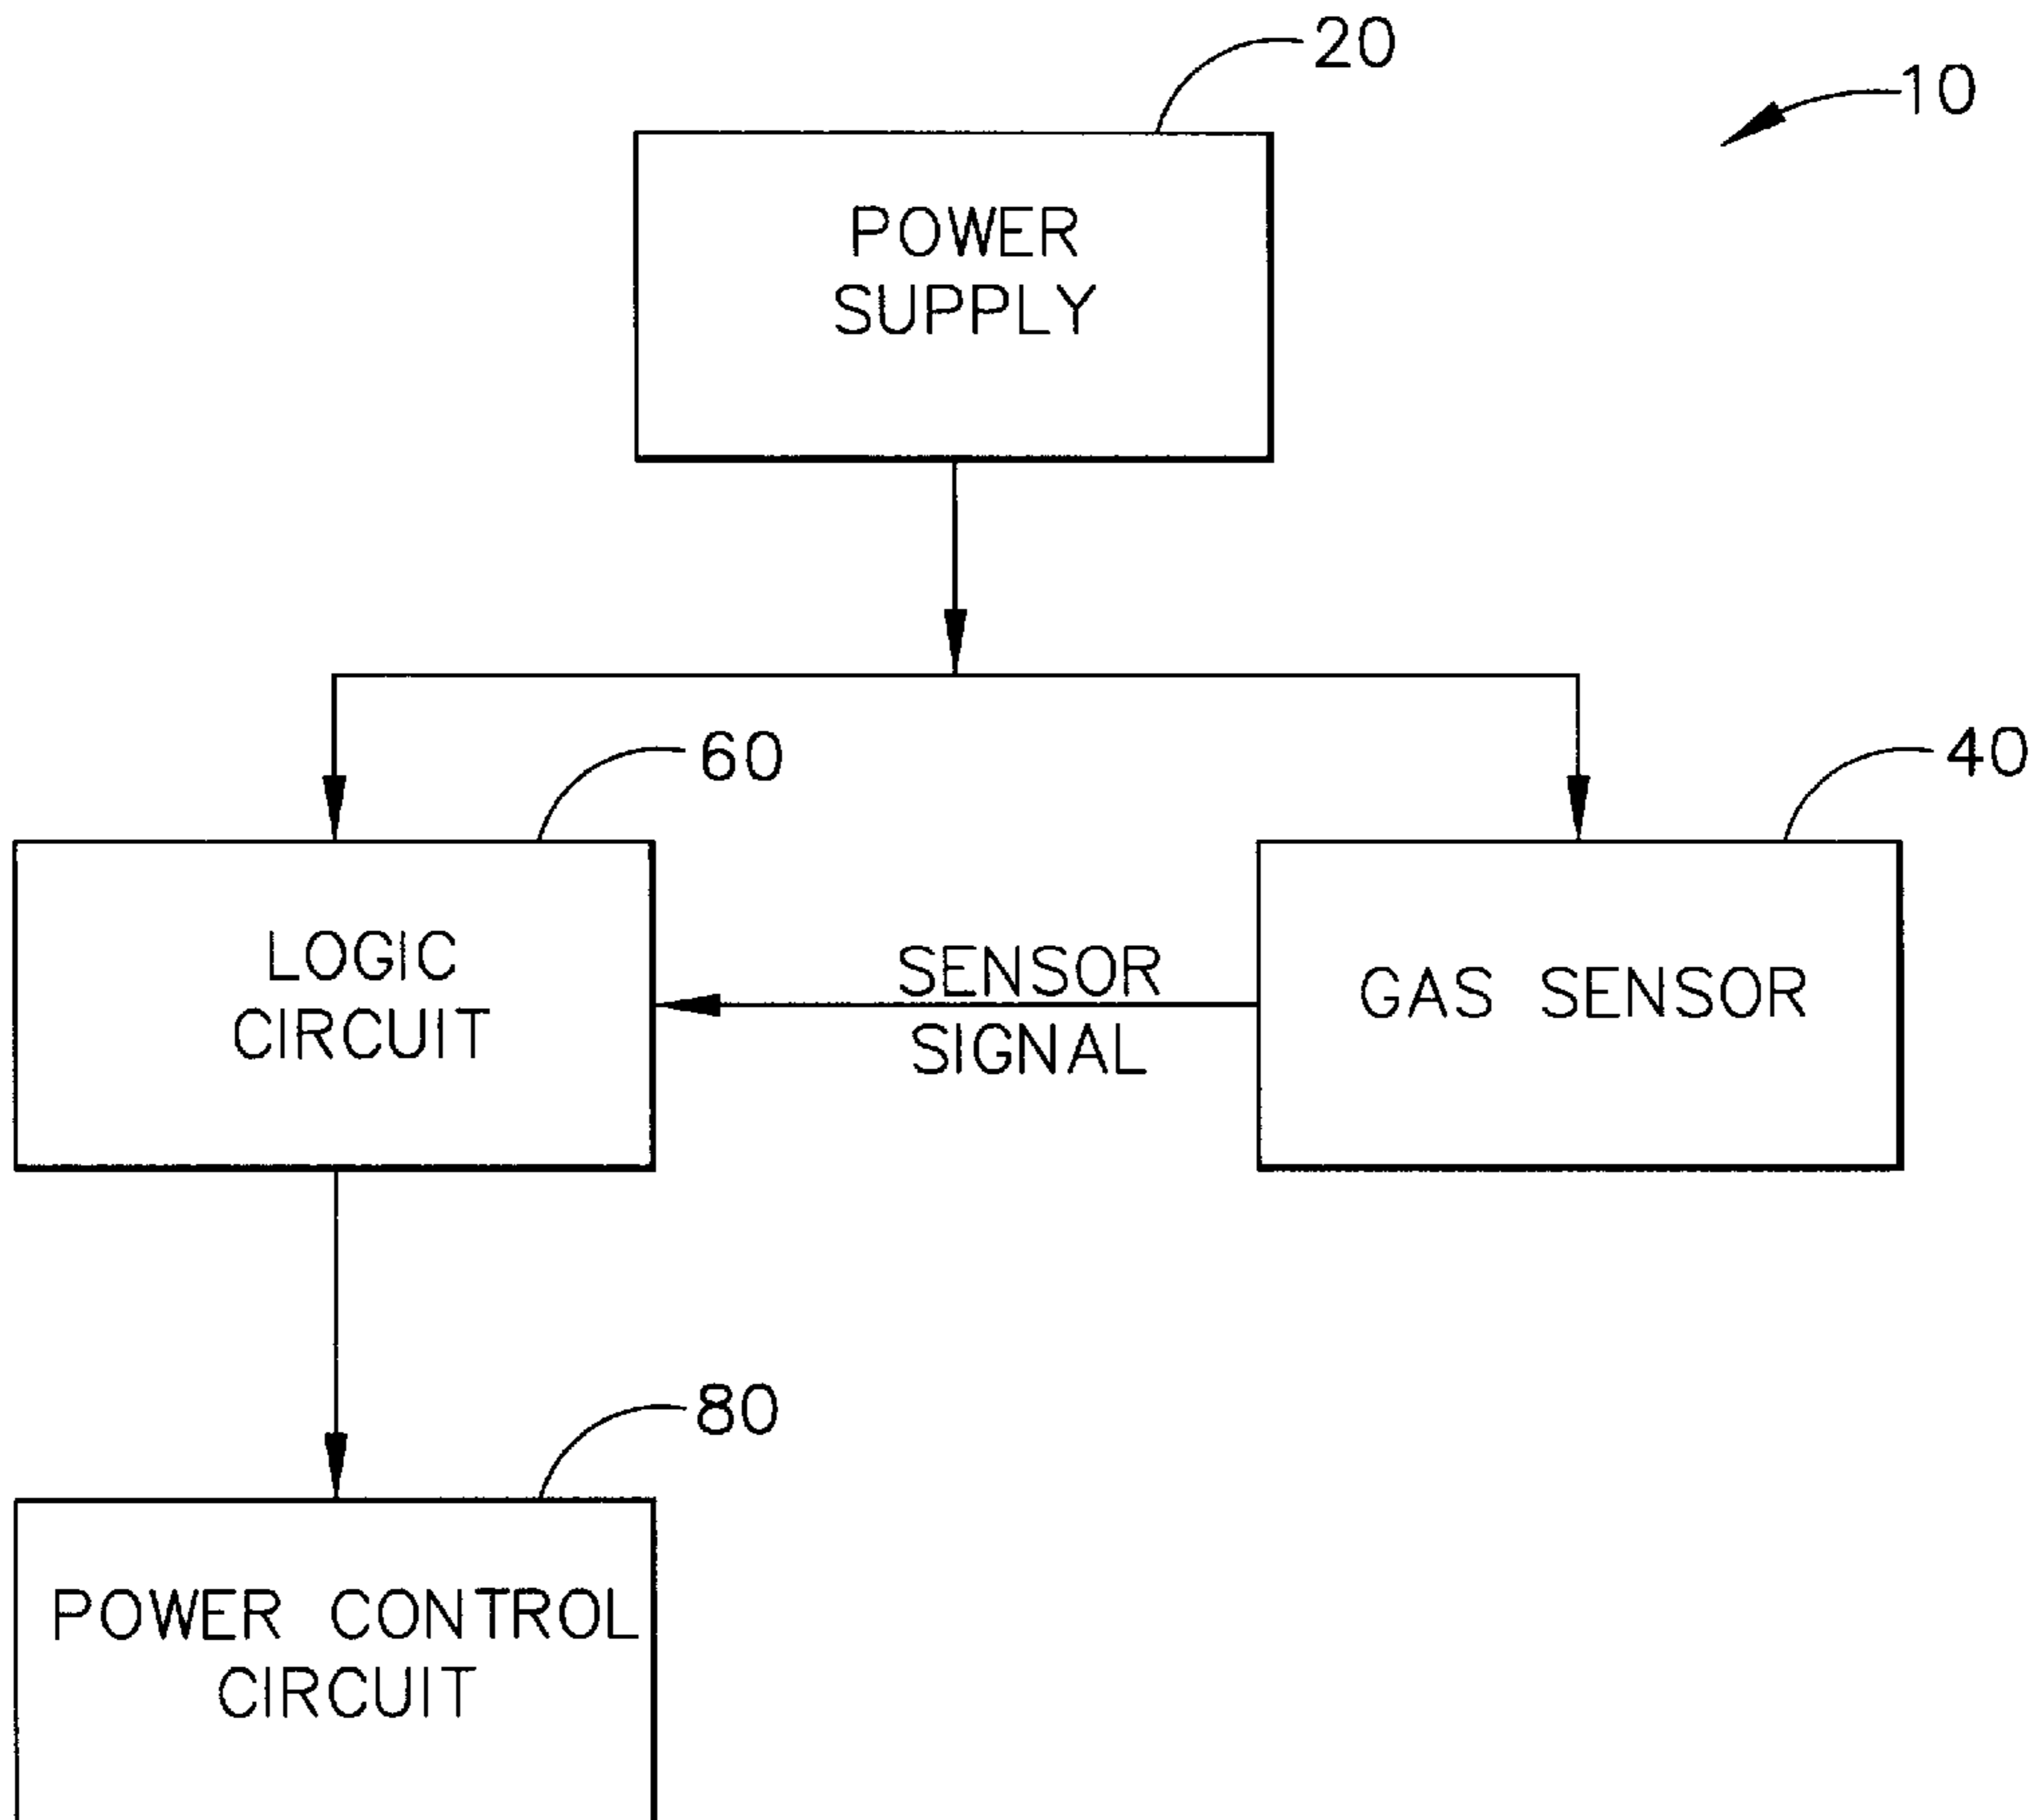 20
10
POWER
SUPPLY
60
40
LOGIC
CIRCUIT
SENSOR
SIGNAL
GAS SENSOR
80
POWER CONTROL
CIRCUIT